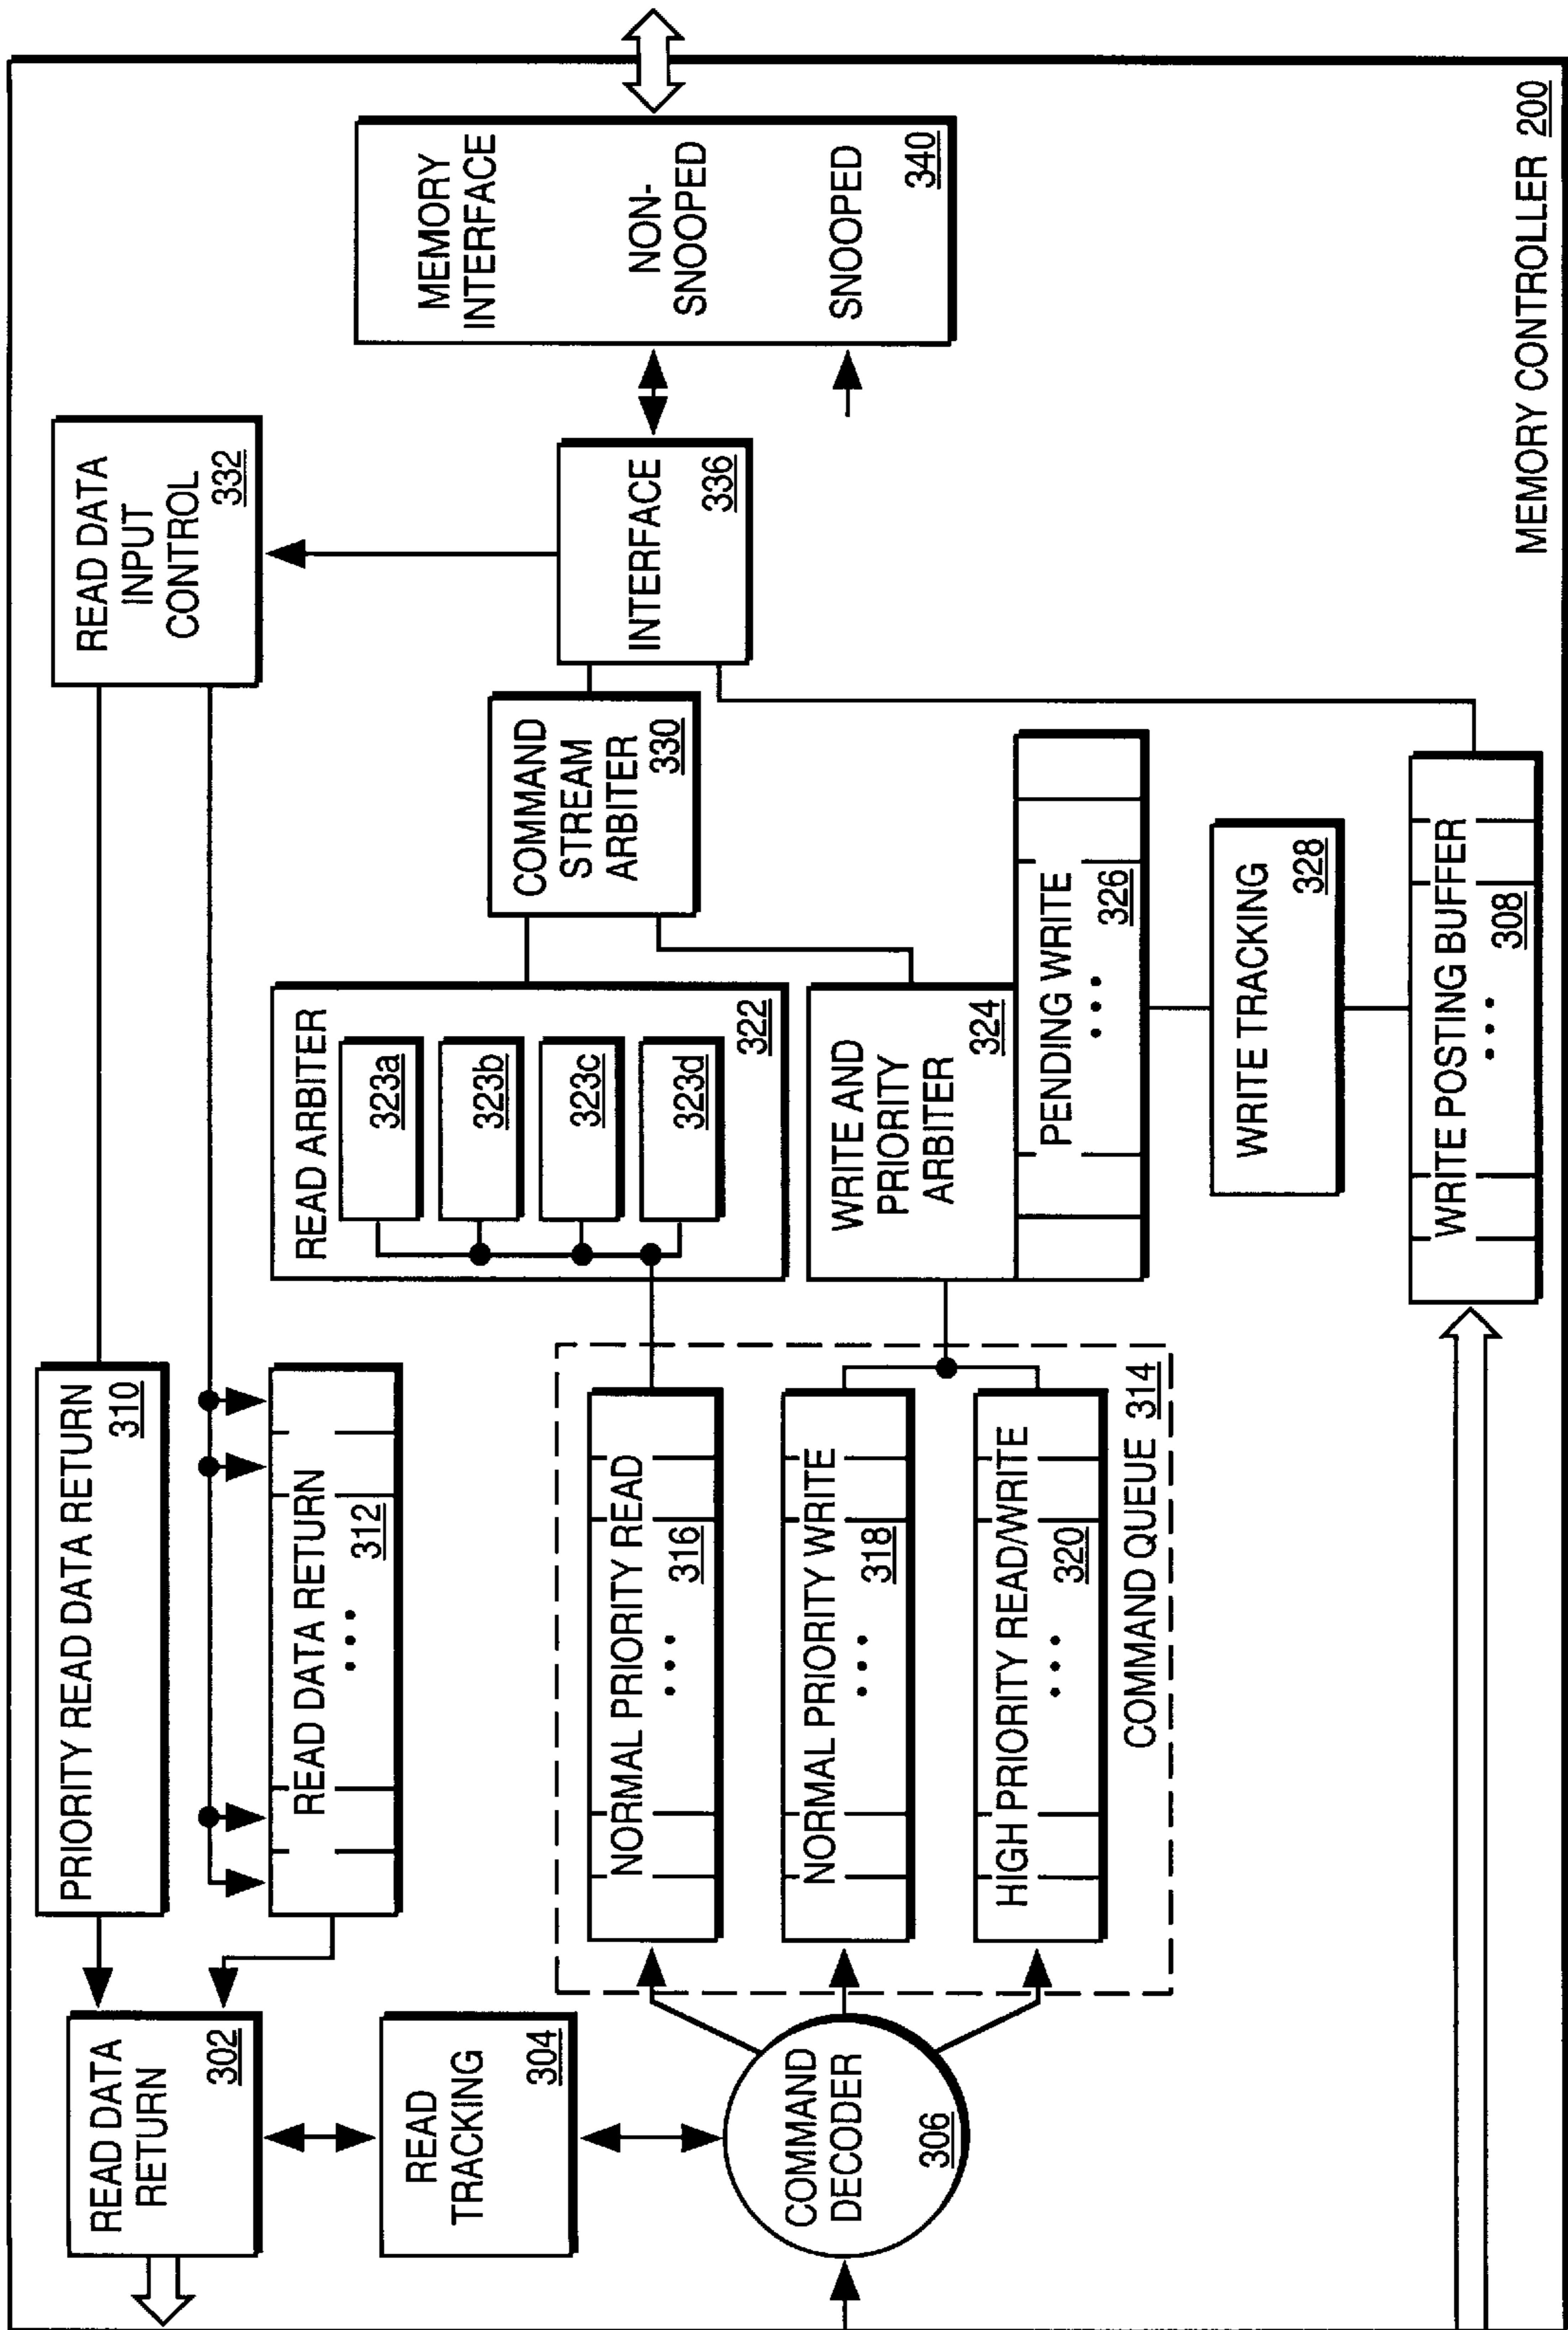 READ DATA
RETURN
302
PRIORITY READ DATA RETURN
310
READ DATA
INPUT
CONTROL
332
READ DATA RETURN
312
...
READ
TRACKING
304
READ ARBITER
323a
323b
323c
323d
322
COMMAND
STREAM
ARBITER
330
INTERFACE
336
MEMORY
INTERFACE
NON-
SNOOPED
SNOOPED
340
COMMAND
DECODER
306
NORMAL PRIORITY READ
... 316
NORMAL PRIORITY WRITE
... 318
HIGH PRIORITY READ/WRITE
... 320
COMMAND QUEUE 314
WRITE AND
PRIORITY
ARBITER
324
PENDING WRITE
... 326
WRITE TRACKING
328
WRITE POSTING BUFFER
... 308
MEMORY CONTROLLER 200